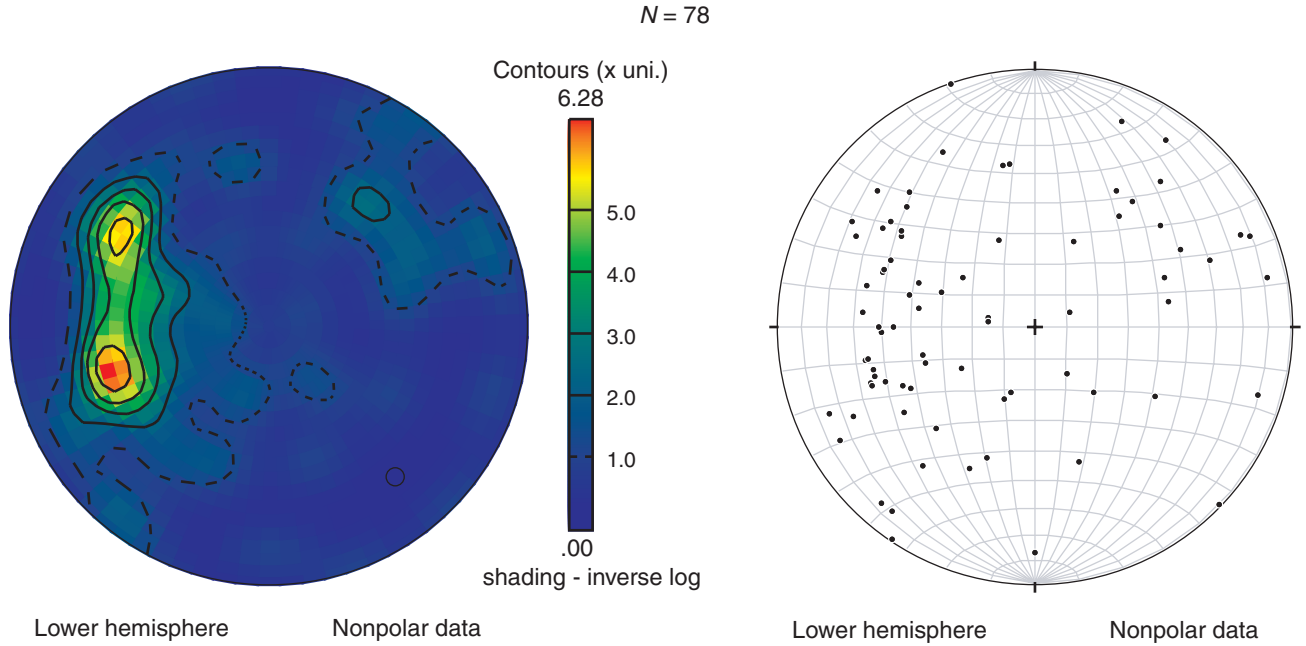 N = 78
Contours (x uni.)
6.28
5.0
4.0
3.0
2.0
1.0
.00
shading - inverse log
Lower hemisphere
Nonpolar data
Lower hemisphere
Nonpolar data